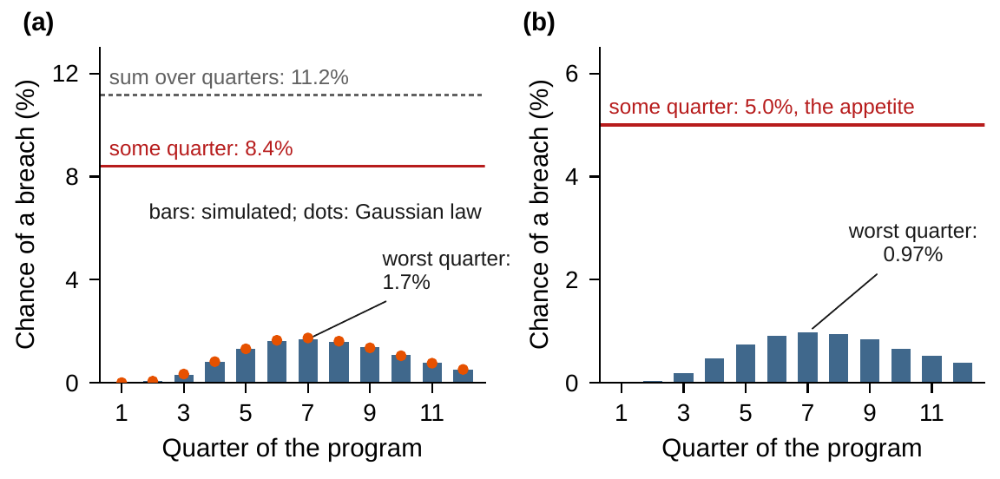 (a)
Chance of a breach (%)
12
8
4
0
sum over quarters: 11.2%
some quarter: 8.4%
bars: simulated; dots: Gaussian law
worst quarter:
1.7%
1 3 5 7 9 11
Quarter of the program
(b)
Chance of a breach (%)
6
4
2
0
some quarter: 5.0%, the appetite
worst quarter:
0.97%
1 3 5 7 9 11
Quarter of the program